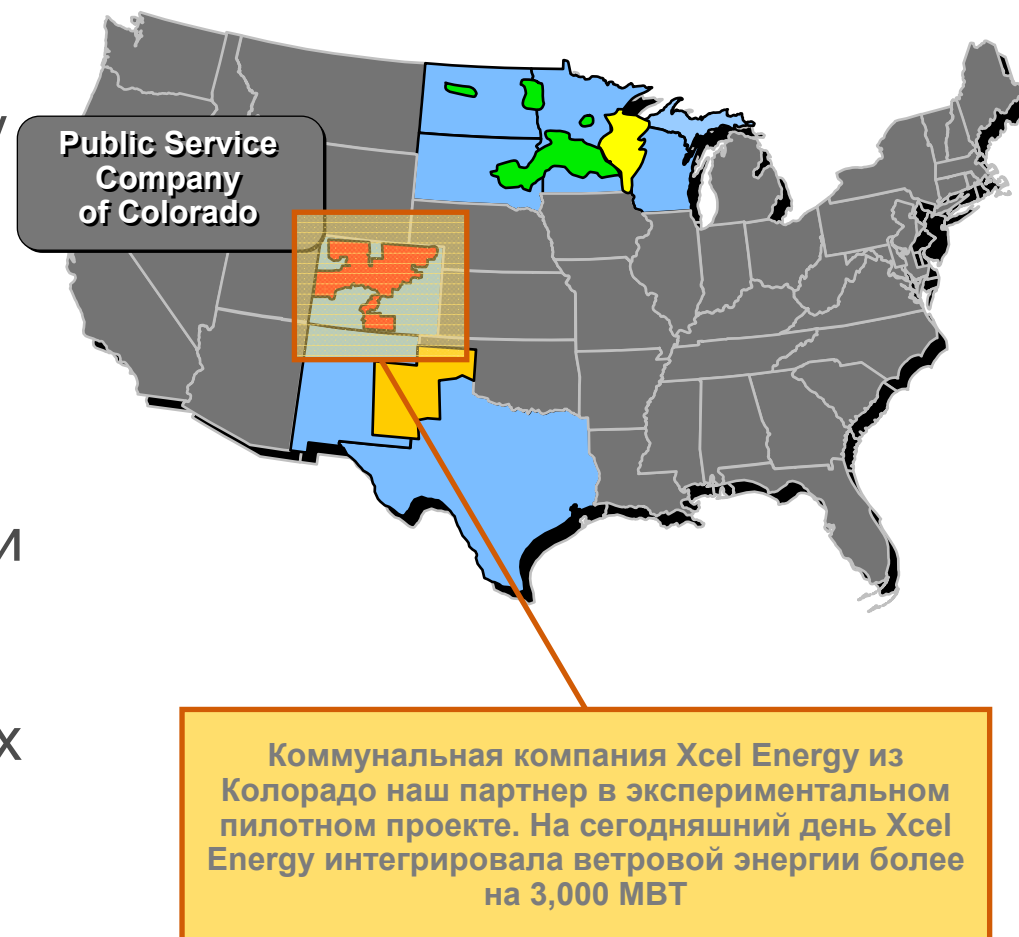 у
Public Service
Company
of Colorado
и
х
Коммунальная компания Xcel Energy из
Колорадо наш партнер в экспериментальном
пилотном проекте. На сегодняшний день Xcel
Energy интегрировала ветровой энергии более
на 3,000 МВТ